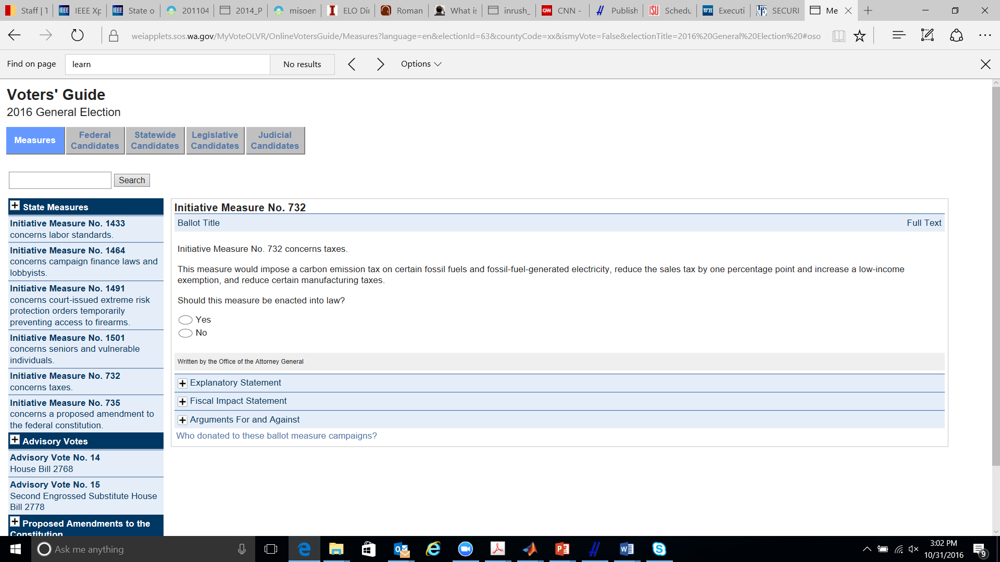 Staff | T
IEEE Xp
State o
201104
2014_P
misoen
ELO Dir
Roman
What is
inrush_
CNN -
Publish
Schedu
Executi
SECURI
Me
weiapplets.sos.wa.gov/MyVoteOLVR/OnlineVotersGuide/Measures?language=en&electionId=63&countyCode=xx&ismyVote=False&electionTitle=2016%20General%20Election%20#oso
Find on page
learn
No results
Options
Voters' Guide
2016 General Election
Measures
Federal
Candidates
Statewide
Candidates
Legislative
Candidates
Judicial
Candidates
Search
State Measures
Initiative Measure No. 1433
concerns labor standards.
Initiative Measure No. 1464
concerns campaign finance laws and
lobbyists.
Initiative Measure No. 1491
concerns court-issued extreme risk
protection orders temporarily
preventing access to firearms.
Initiative Measure No. 1501
concerns seniors and vulnerable
individuals.
Initiative Measure No. 732
concerns taxes.
Initiative Measure No. 735
concerns a proposed amendment to
the federal constitution.
Advisory Votes
Advisory Vote No. 14
House Bill 2768
Advisory Vote No. 15
Second Engrossed Substitute House
Bill 2778
Proposed Amendments to the
Constitution
Initiative Measure No. 732
Ballot Title
Full Text
Initiative Measure No. 732 concerns taxes.
This measure would impose a carbon emission tax on certain fossil fuels and fossil-fuel-generated electricity, reduce the sales tax by one percentage point and increase a low-income
exemption, and reduce certain manufacturing taxes.
Should this measure be enacted into law?
Yes
No
Written by the Office of the Attorney General
Explanatory Statement
Fiscal Impact Statement
Arguments For and Against
Who donated to these ballot measure campaigns?
Ask me anything
3:02 PM
10/31/2016
9